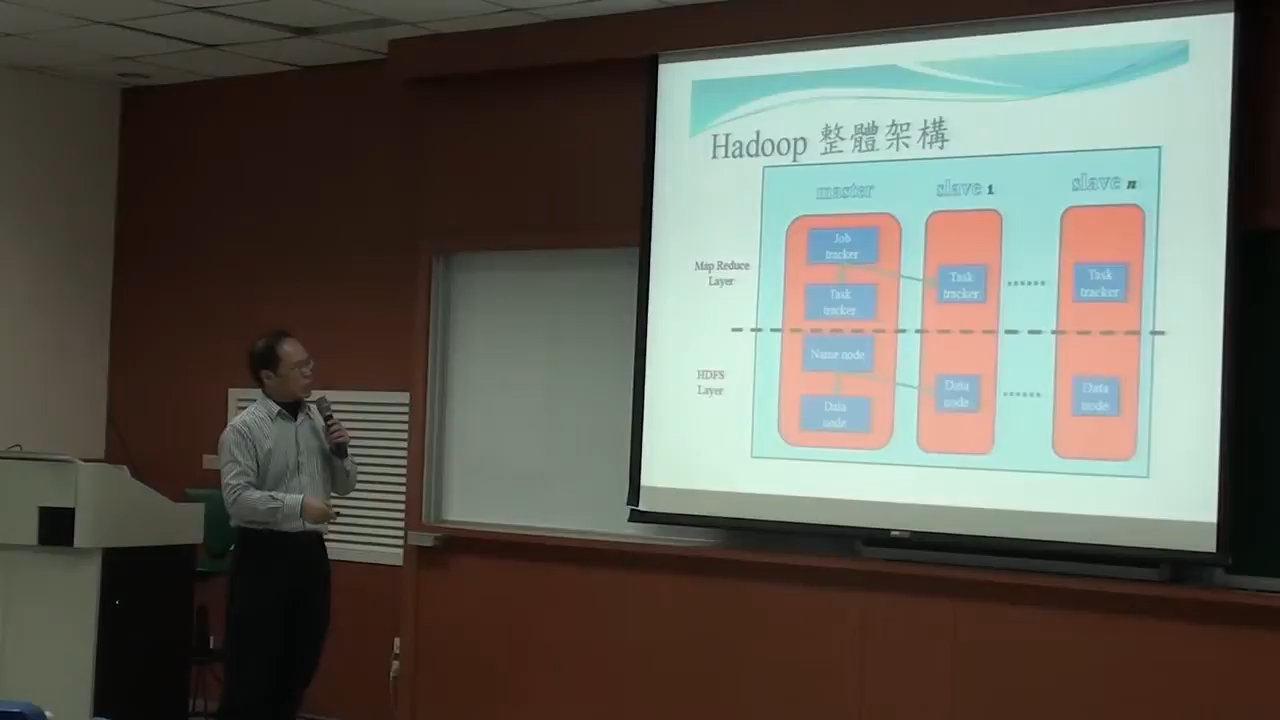 Hadoop 整體架構
master
slave 1
slave n
Map Reduce
Layer
Job
tracker
Task
tracker
Task
tracker
......
Task
tracker
HDFS
Layer
Name node
Data
node
Data
node
......
Data
node